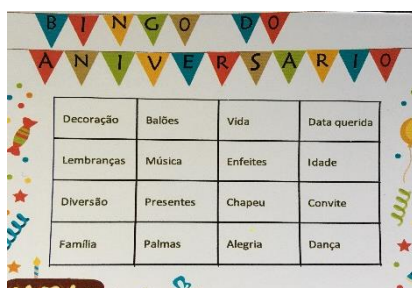 BINGO DO
ANIVERSARIO
Decoração Balões Vida Data querida
Lembranças Música Enfeites Idade
Diversão Presentes Chapeu Convite
Família Palmas Alegria Dança